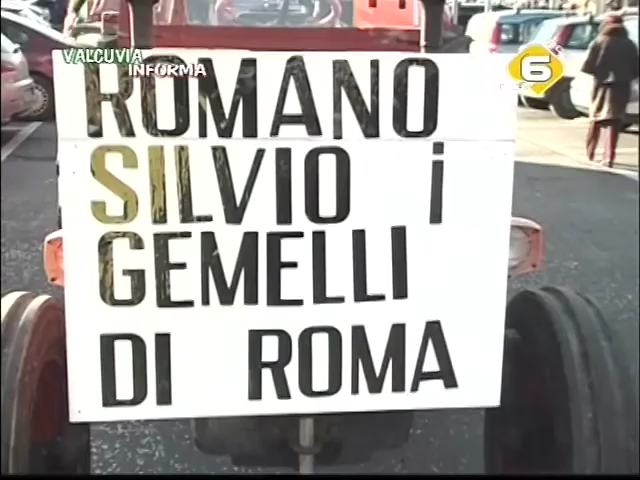 VALCUVIA
INFORMA
6
ROMANO
SILVIO i
GEMELLI
DI ROMA